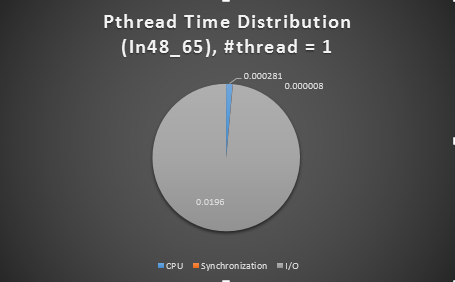 Pthread Time Distribution
(In48_65), #thread = 1
0.000281
0.000008
0.0196
CPU Synchronization I/O